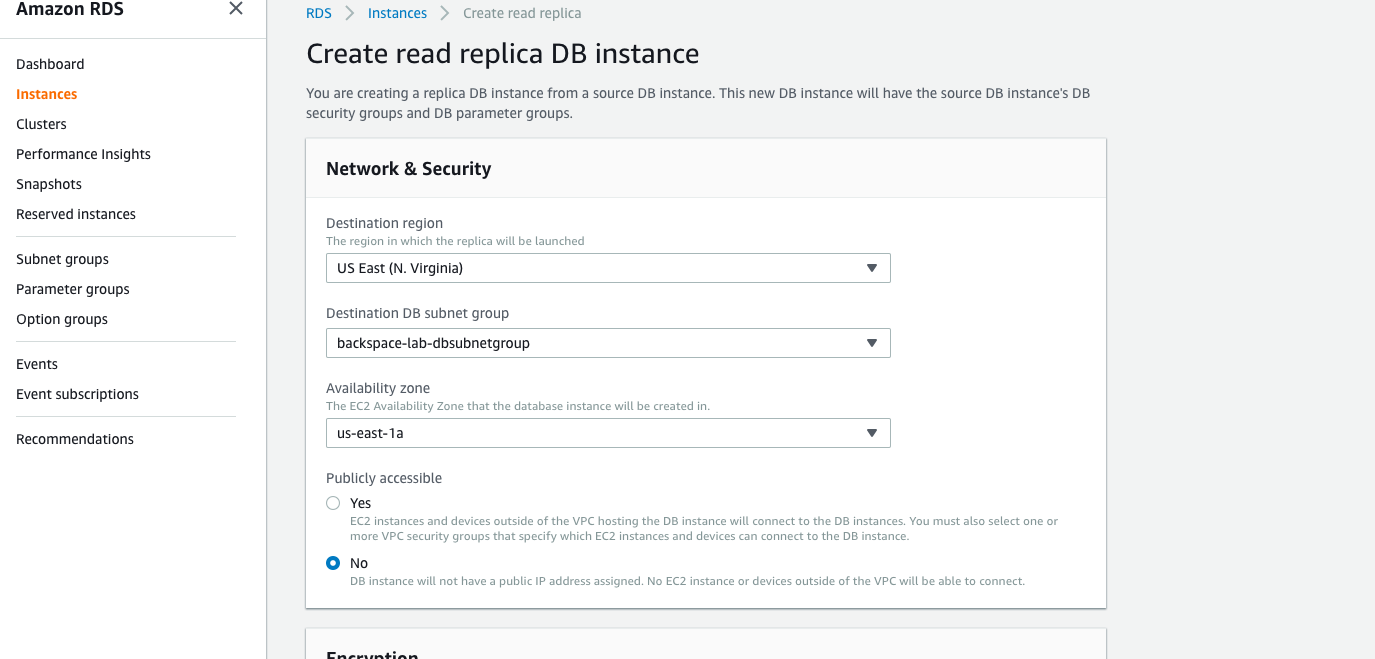 Amazon RDS
Dashboard
Instances
Clusters
Performance Insights
Snapshots
Reserved instances
Subnet groups
Parameter groups
Option groups
Events
Event subscriptions
Recommendations
RDS Instances Create read replica
Create read replica DB instance
You are creating a replica DB instance from a source DB instance. This new DB instance will have the source DB instance's DB
security groups and DB parameter groups.
Network & Security
Destination region
The region in which the replica will be launched
US East (N. Virginia)
Destination DB subnet group
backspace-lab-dbsubnetgroup
Availability zone
The EC2 Availability Zone that the database instance will be created in.
us-east-1a
Publicly accessible
Yes
EC2 instances and devices outside of the VPC hosting the DB instance will connect to the DB instances. You must also select one or
more VPC security groups that specify which EC2 instances and devices can connect to the DB instance.
No
DB instance will not have a public IP address assigned. No EC2 instance or devices outside of the VPC will be able to connect.
Encryption